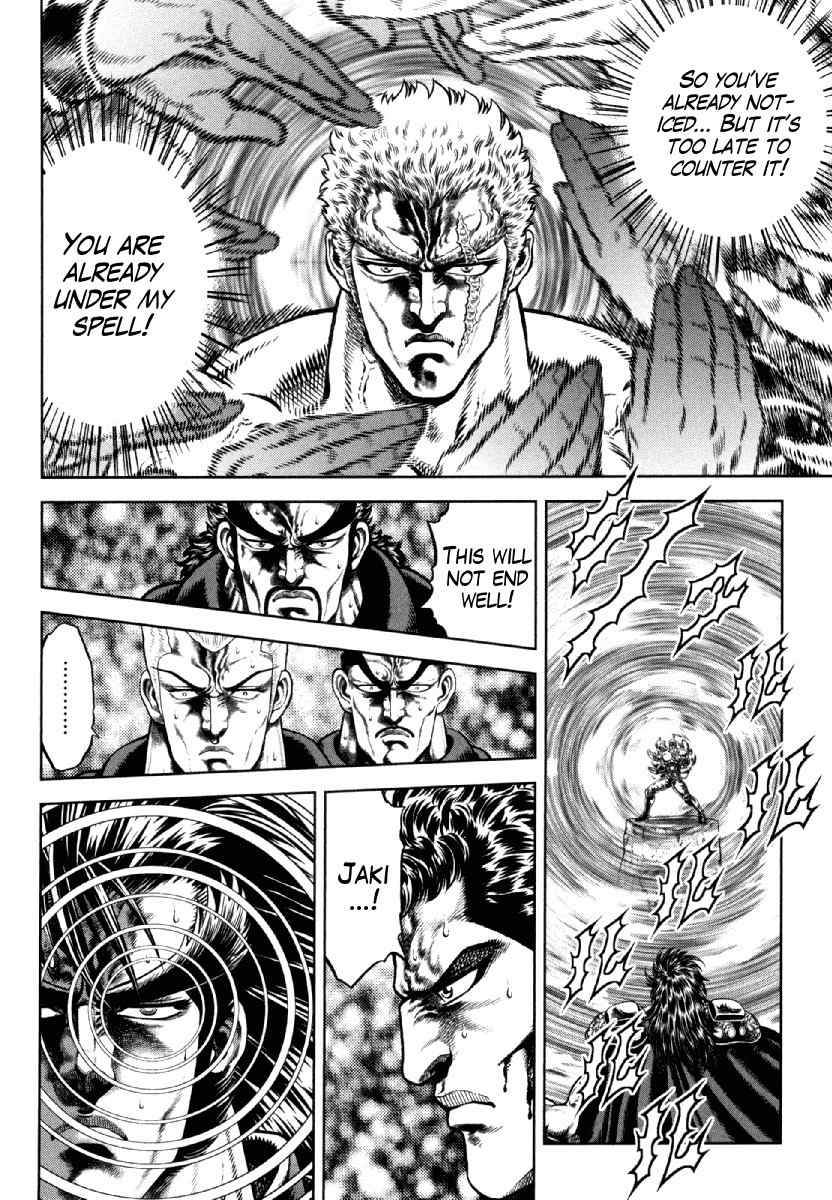 SO YOU'VE
ALREADY NOT-
ICED... BUT IT'S
TOO LATE TO
COUNTER IT!
YOU ARE
ALREADY
UNDER MY
SPELL!
THIS WILL
NOT END
WELL!
.........
JAKI
...!